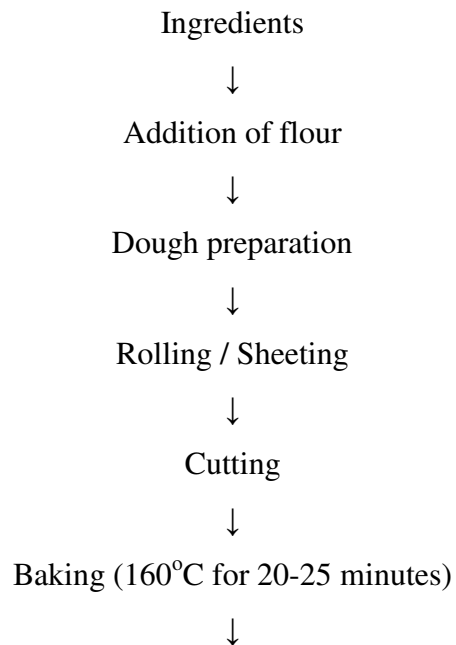 Ingredients
↓
Addition of flour
↓
Dough preparation
↓
Rolling / Sheeting
↓
Cutting
↓
Baking (160°C for 20-25 minutes)
↓